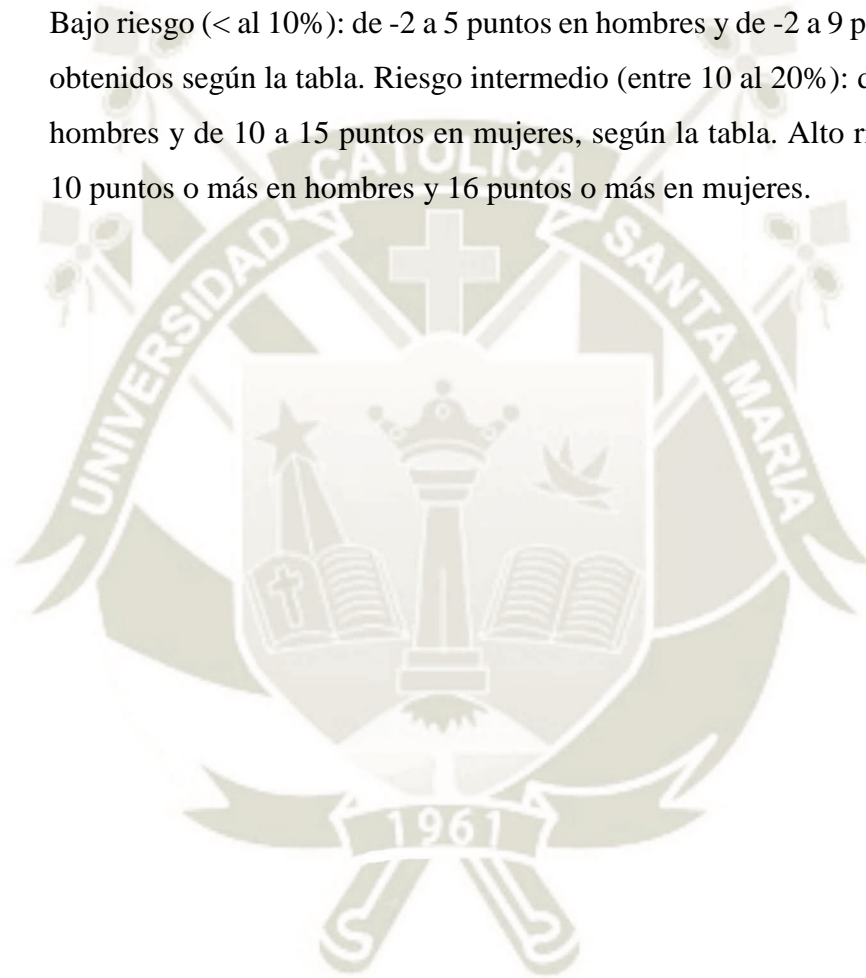 Bajo riesgo (< al 10%): de -2 a 5 puntos en hombres y de -2 a 9 p
obtenidos según la tabla. Riesgo intermedio (entre 10 al 20%):
hombres y de 10 a 15 puntos en mujeres, según la tabla. Alto
10 puntos o más en hombres y 16 puntos o más en mujeres.
UNIVERSIDAD CATOLICA SANTA MARIA
1961